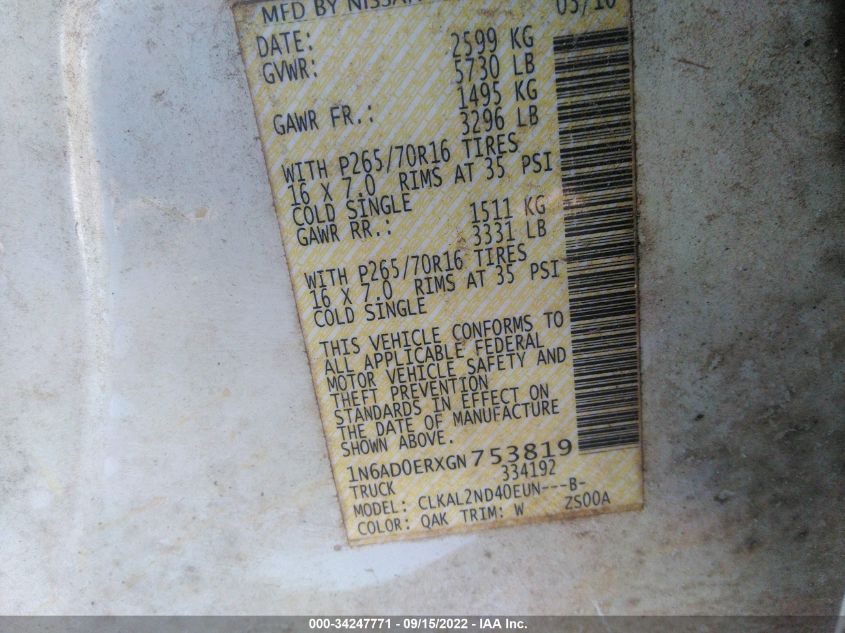 MFD BY NISSAN
DATE: 03/16
GVWR: 2599 KG
5730 LB
GAWR FR.: 1495 KG
3296 LB
WITH P265/70R16 TIRES
16 X 7.0 RIMS AT 35 PSI
COLD SINGLE
GAWR RR.: 1511 KG
3331 LB
WITH P265/70R16 TIRES
16 X 7.0 RIMS AT 35 PSI
COLD SINGLE
THIS VEHICLE CONFORMS TO
ALL APPLICABLE FEDERAL
MOTOR VEHICLE SAFETY AND
THEFT PREVENTION
STANDARDS IN EFFECT ON
THE DATE OF MANUFACTURE
SHOWN ABOVE.
1N6AD0ERXGN753819
TRUCK 334192
MODEL: CLKAL2ND40EUN---B-
COLOR: QAK TRIM: W ZS00A
000-34247771 - 09/15/2022 - IAA Inc.